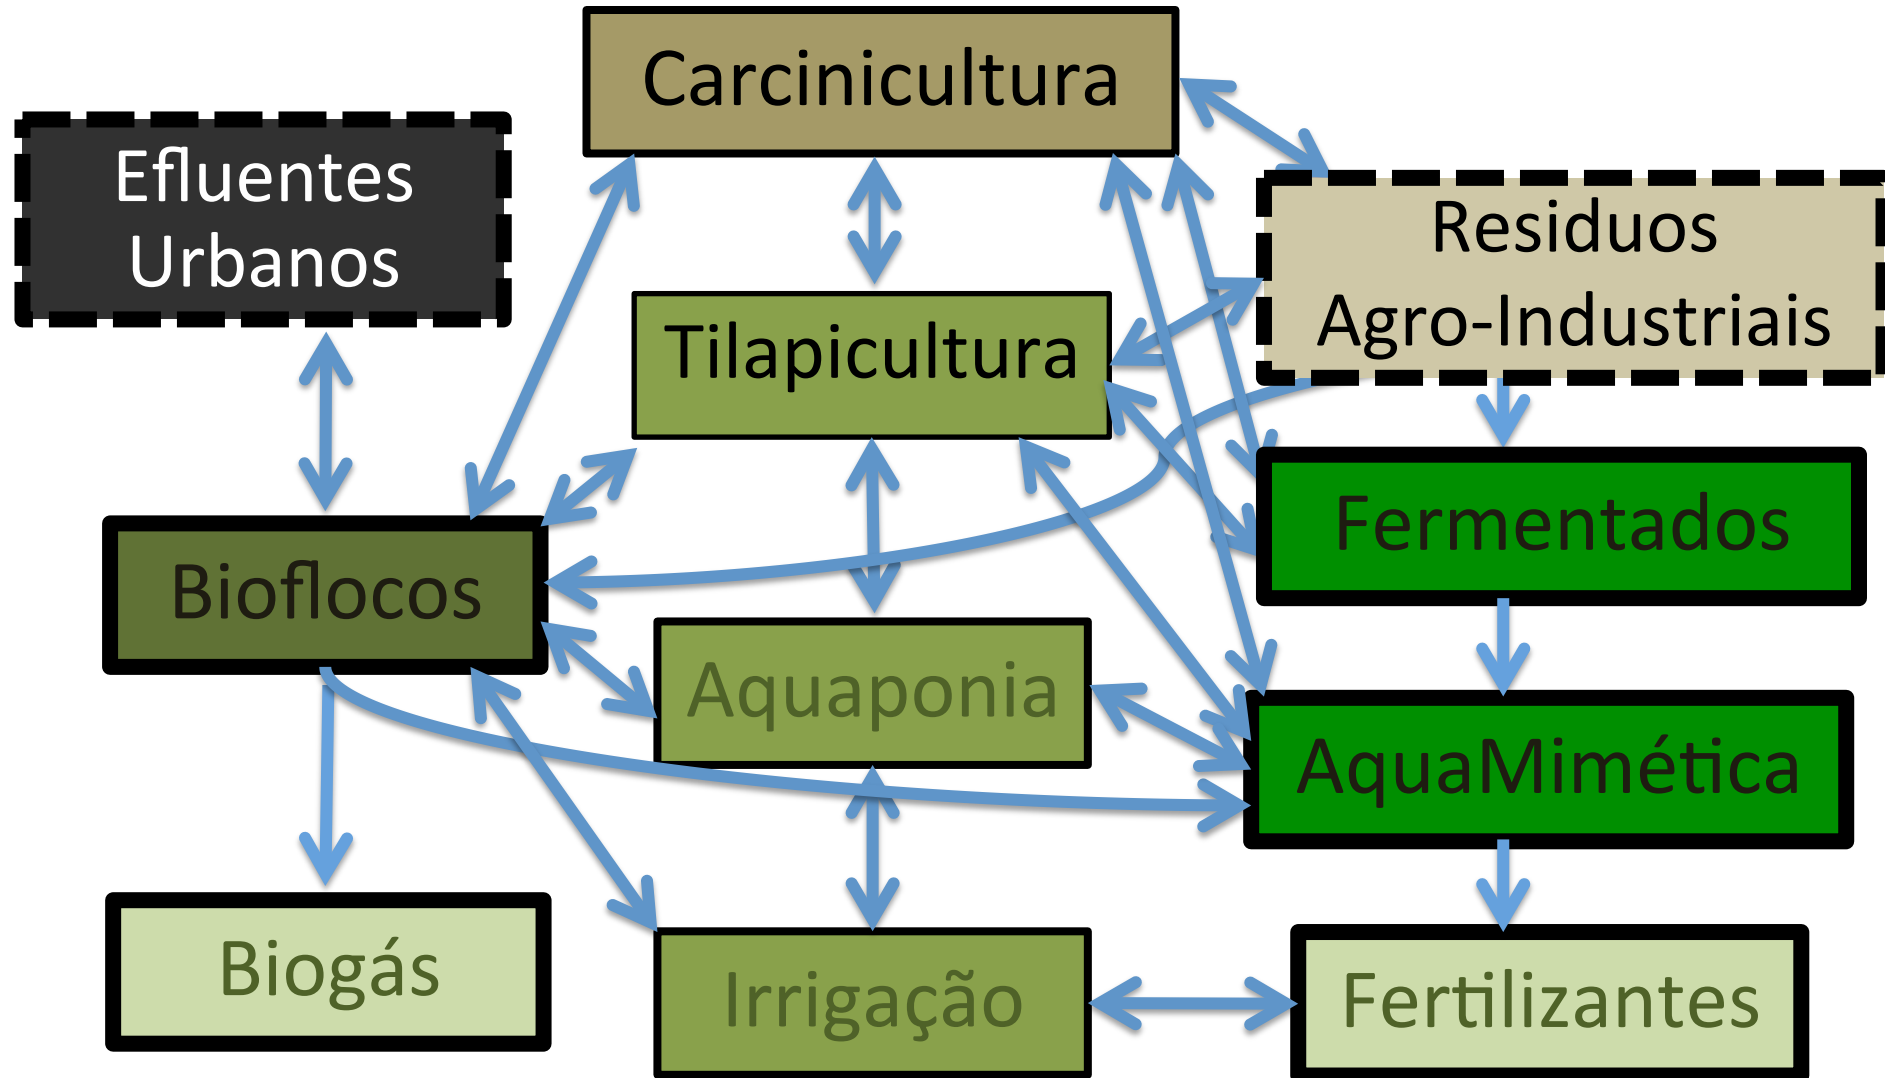 Carcinicultura
Efluentes
Urbanos
Residuos
Agro-Industriais
Tilapicultura
Fermentados
Bioflocos
Aquaponia
AquaMimética
Biogás
Irrigação
Fertilizantes